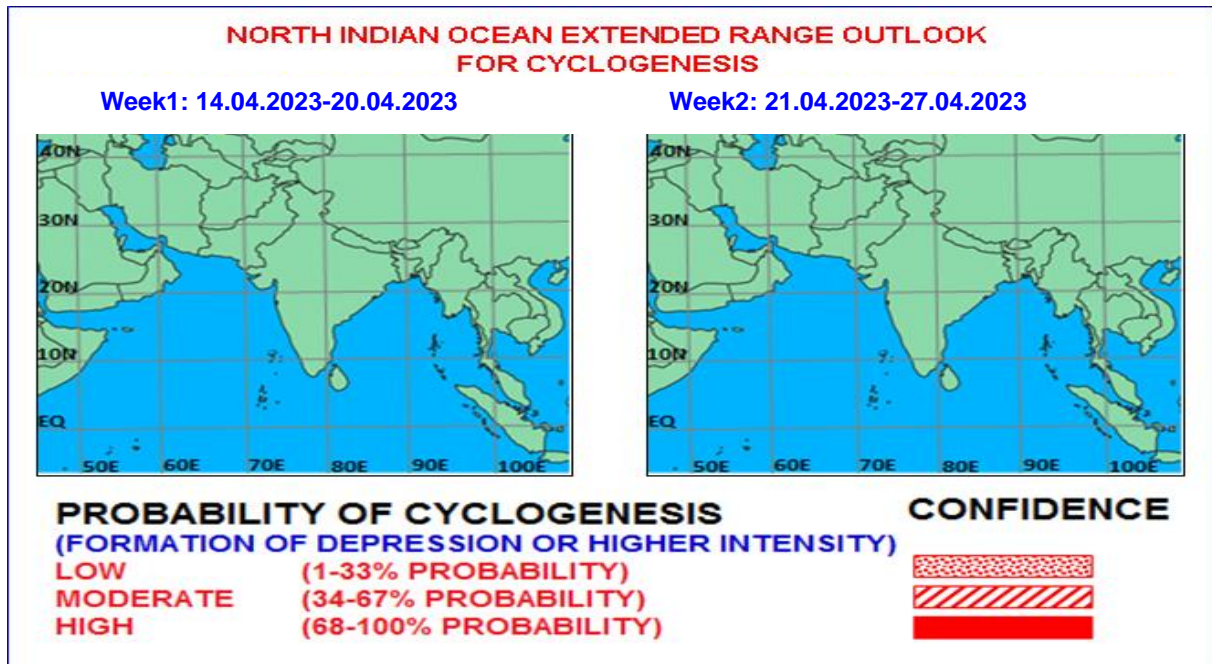 NORTH INDIAN OCEAN EXTENDED RANGE OUTLOOK
FOR CYCLOGENESIS
Week1: 14.04.2023-20.04.2023
Week2: 21.04.2023-27.04.2023
40N
30N
20N
10N
EQ
50E 60E 70E 80E 90E 100E
40N
30N
20N
10N
EQ
50E 60E 70E 80E 90E 100E
PROBABILITY OF CYCLOGENESIS
CONFIDENCE
(FORMATION OF DEPRESSION OR HIGHER INTENSITY)
LOW (1-33% PROBABILITY)
MODERATE (34-67% PROBABILITY)
HIGH (68-100% PROBABILITY)